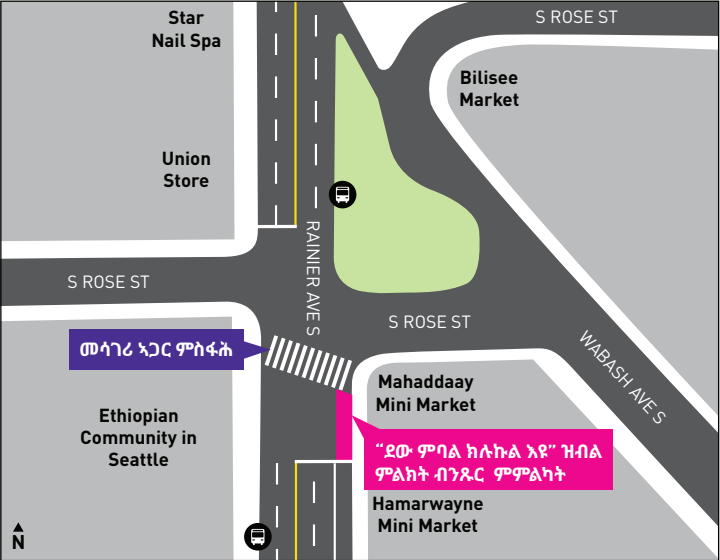 Star
Nail Spa
S ROSE ST
Bilisee
Market
Union
Store
RAINIER AVE S
S ROSE ST
S ROSE ST
WABASH AVE S
መሳገሪ ኣጋር ምስፋሕ
Mahaddaay
Mini Market
Ethiopian
Community in
Seattle
“ደው ምባል ክሉኩል እዩ” ዝብል
ምልክት ብንጹር ምምልካት
Hamarwayne
Mini Market
N